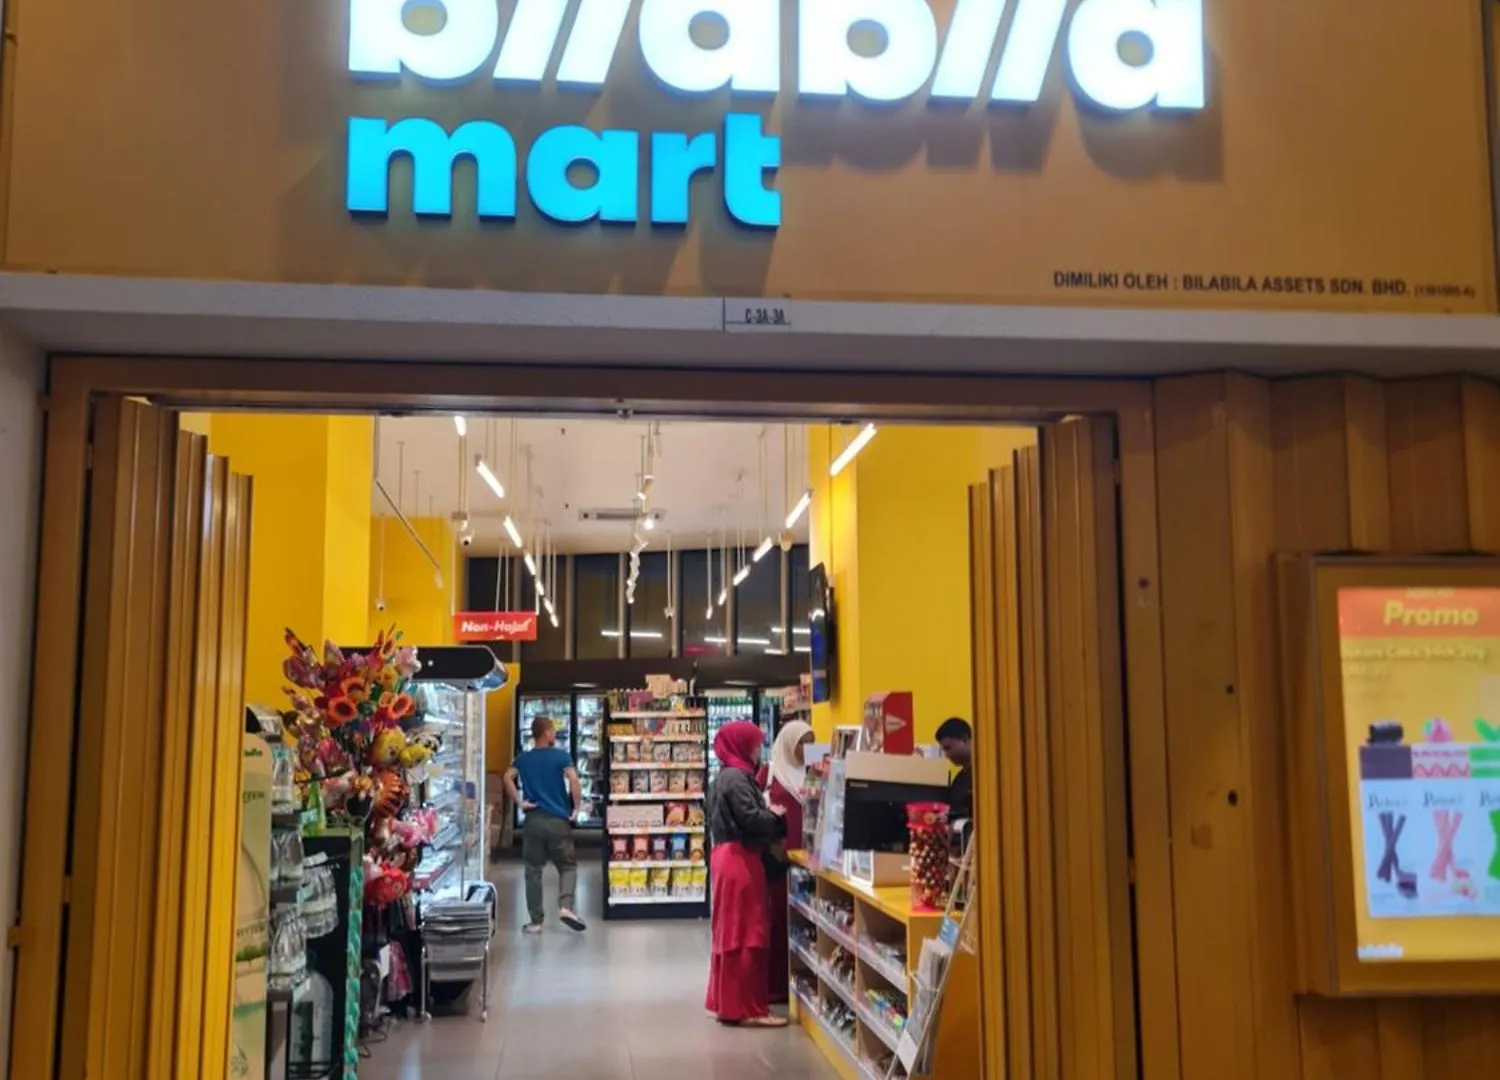 bilabila
mart
DIMILIKI OLEH : BILABILA ASSETS SDN. BHD.
C-3A-3A
Non-Halal
Promo